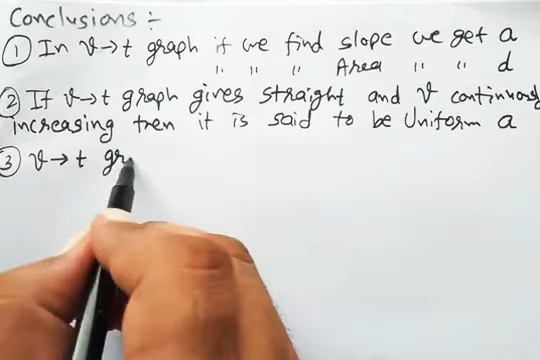 Conclusions :-
① In v→t graph if we find slope we get a
" " " Area " " d
② If v→t graph gives straight and v continuously
increasing tren it is said to be Uniform a
③ v→t gr